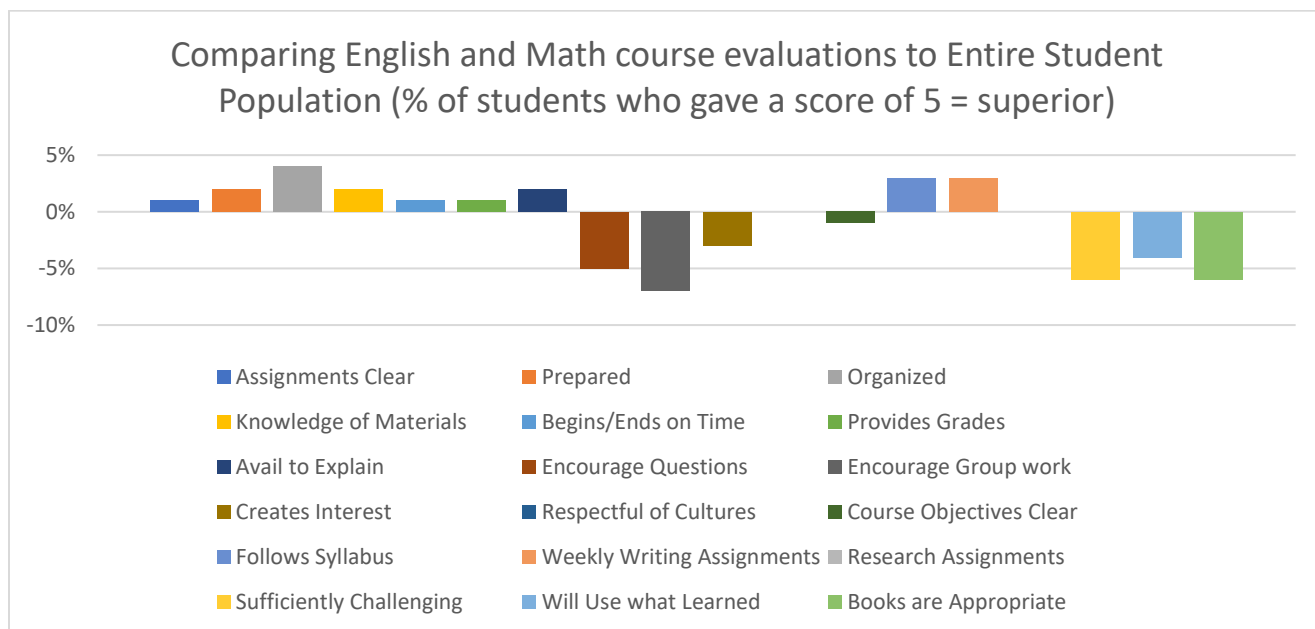 Comparing English and Math course evaluations to Entire Student
Population (% of students who gave a score of 5 = superior)
5%
0%
-5%
-10%
Assignments Clear Prepared Organized
Knowledge of Materials Begins/Ends on Time Provides Grades
Avail to Explain Encourage Questions Encourage Group work
Creates Interest Respectful of Cultures Course Objectives Clear
Follows Syllabus Weekly Writing Assignments Research Assignments
Sufficiently Challenging Will Use what Learned Books are Appropriate